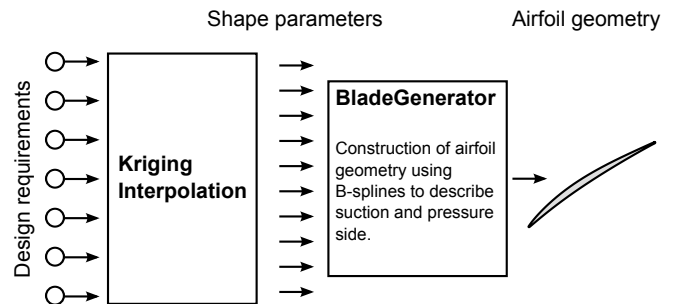 Shape parameters
Airfoil geometry
Design requirements
Kriging
Interpolation
BladeGenerator
Construction of airfoil
geometry using
B-splines to describe
suction and pressure
side.